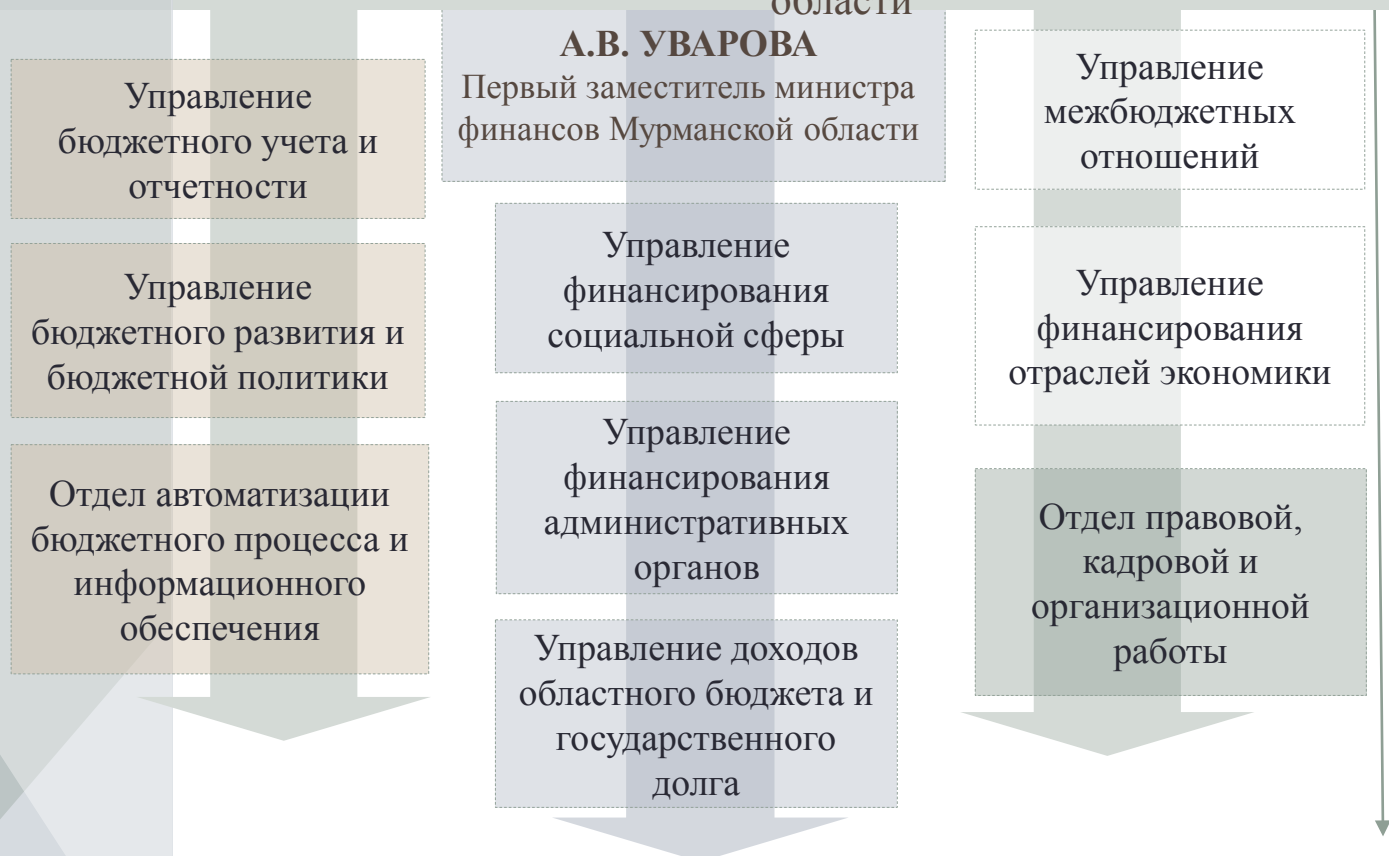 области
А.В. УВАРОВА
Первый заместитель министра
финансов Мурманской области
Управление
бюджетного учета и
отчетности
Управление
бюджетного развития и
бюджетной политики
Отдел автоматизации
бюджетного процесса и
информационного
обеспечения
Управление
финансирования
социальной сферы
Управление
финансирования
административных
органов
Управление доходов
областного бюджета и
государственного
долга
Управление
межбюджетных
отношений
Управление
финансирования
отраслей экономики
Отдел правовой,
кадровой и
организационной
работы